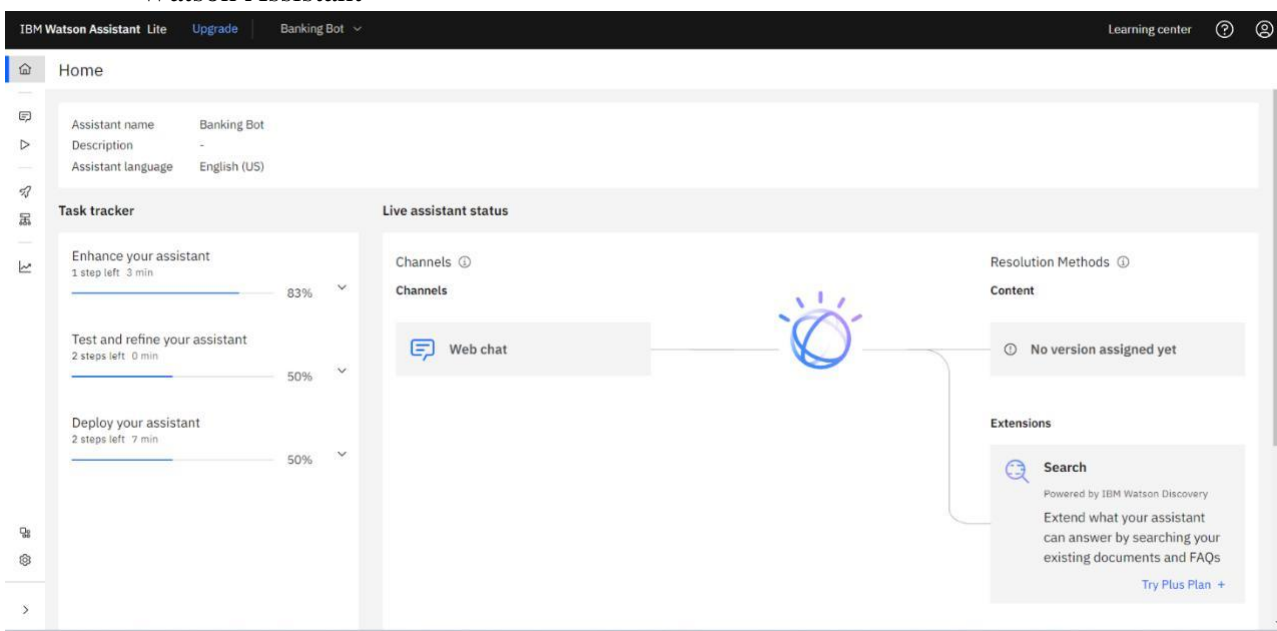 Watson Assistant
IBM Watson Assistant Lite Upgrade Banking Bot Learning center
Home
Assistant name Banking Bot
Description -
Assistant language English (US)
Task tracker
Enhance your assistant
1 step left 3 min
83%
Test and refine your assistant
2 steps left 0 min
50%
Deploy your assistant
2 steps left 7 min
50%
Live assistant status
Channels
Channels
Web chat
Resolution Methods
Content
No version assigned yet
Extensions
Search
Powered by IBM Watson Discovery
Extend what your assistant
can answer by searching your
existing documents and FAQs
Try Plus Plan +